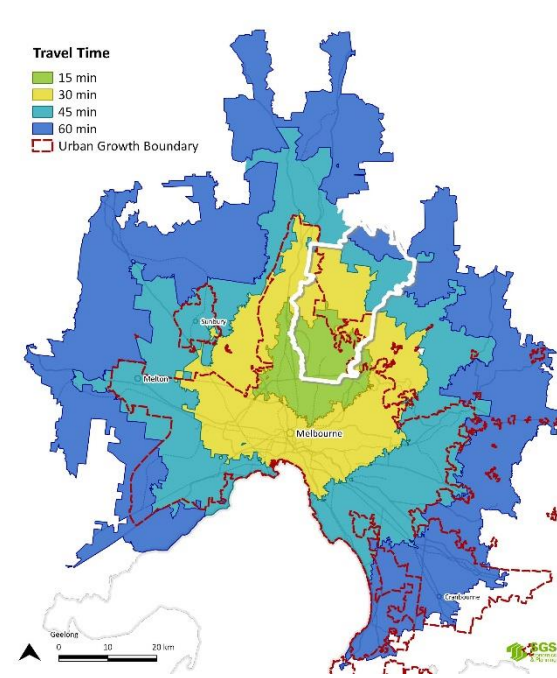 Travel Time
15 min
30 min
45 min
60 min
Urban Growth Boundary
Sunbury
Melton
Melbourne
Cranbourne
Geelong
0 10 20 km
SGS